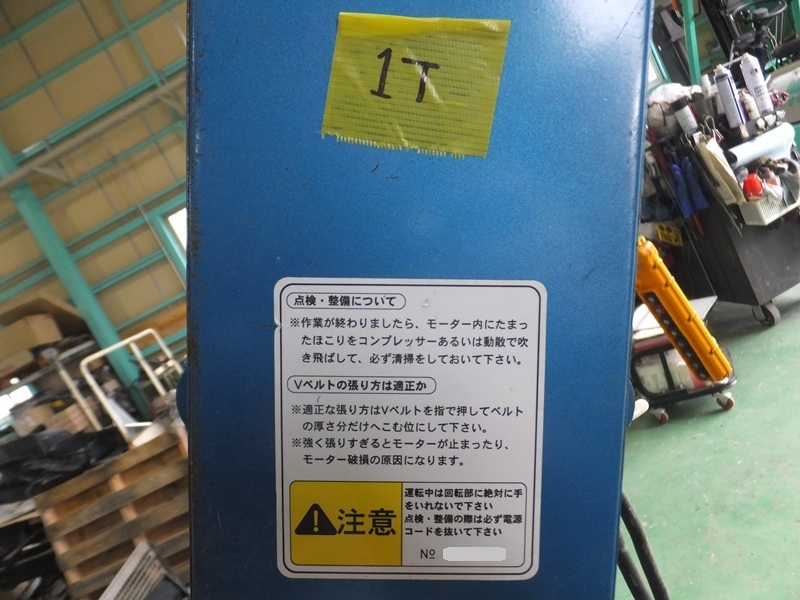 1T
点検・整備について
※作業が終わりましたら、モーター内にたまっ
たほこりをコンプレッサーあるいは動散で吹
き飛ばして、必ず清掃をしておいて下さい。
Vベルトの張り方は適正か
※適正な張り方はVベルトを指で押してベルト
の厚さ分だけへこむ位にして下さい。
※強く張りすぎるとモーターが止まったり、
モーター破損の原因になります。
注意
運転中は回転部に絶対に手
をいれないで下さい
点検・整備の際は必ず電源
コードを抜いて下さい
No